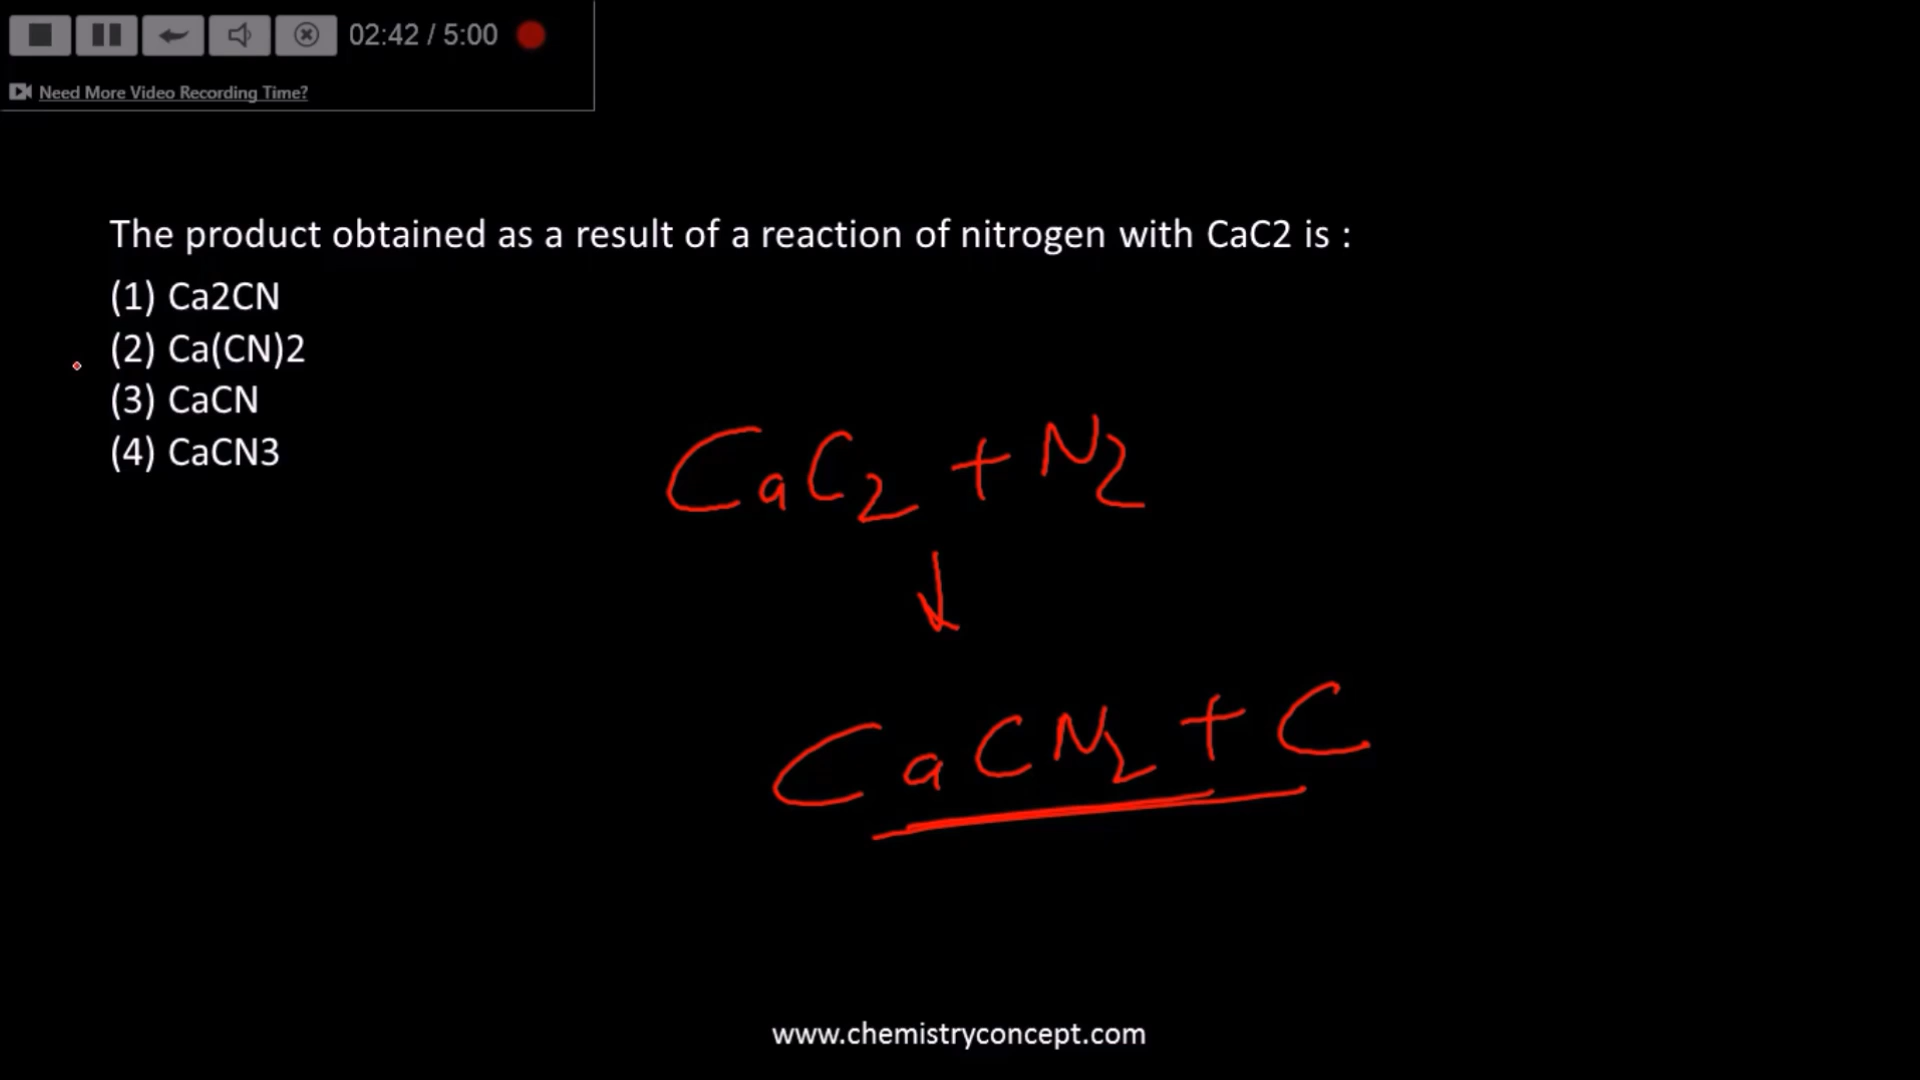 02:42 / 5:00
Need More Video Recording Time?
The product obtained as a result of a reaction of nitrogen with CaC2 is :
(1) Ca2CN
(2) Ca(CN)2
(3) CaCN
(4) CaCN3
CaC2 + N2
↓
CaCN2 + C
www.chemistryconcept.com